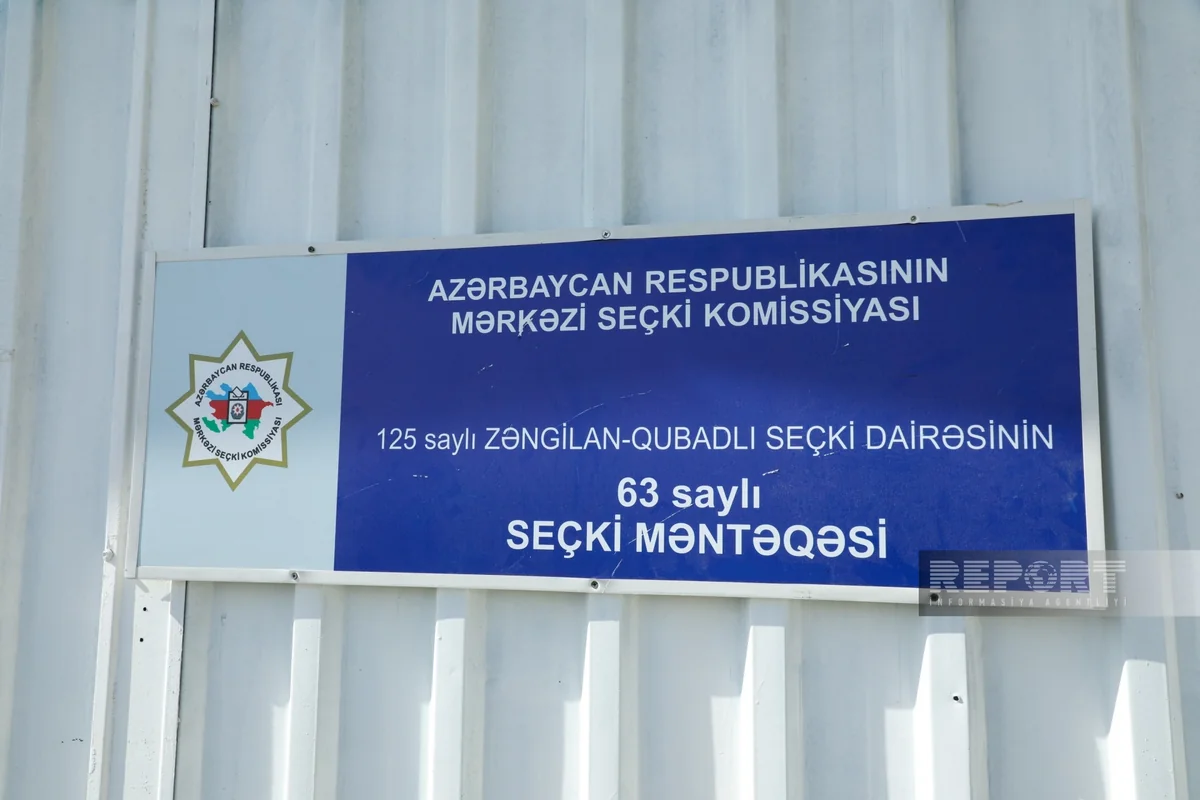 AZƏRBAYCAN RESPUBLİKASININ
MƏRKƏZİ SEÇKİ KOMİSSİYASI
AZƏRBAYCAN RESPUBLİKASI
MƏRKƏZİ SEÇKİ KOMİSSİYASI
125 saylı ZƏNGİLAN-QUBADLI SEÇKİ DAİRƏSİNİN
63 saylı
SEÇKİ MƏNTƏQƏSİ
REPORT
İNFORMASİYA AGENTLİYİ